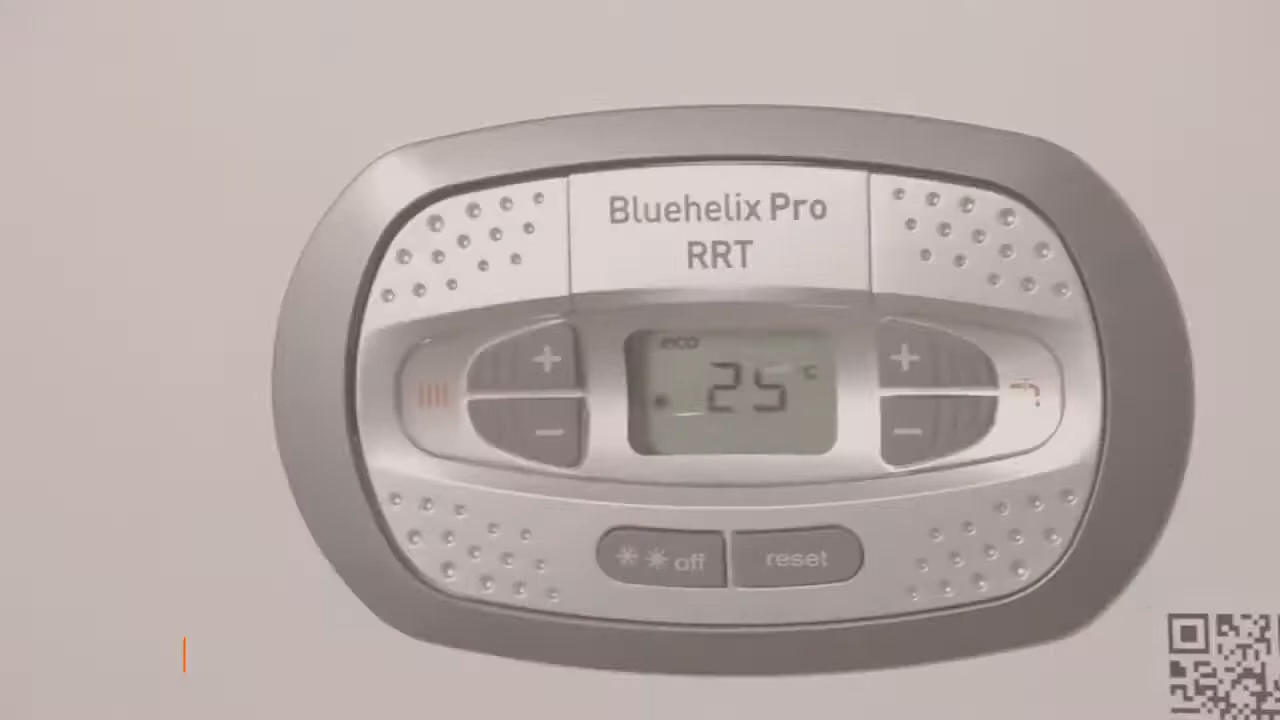 Bluehelix Pro
RRT
eco
25 °C
+
+
−
−
off
reset